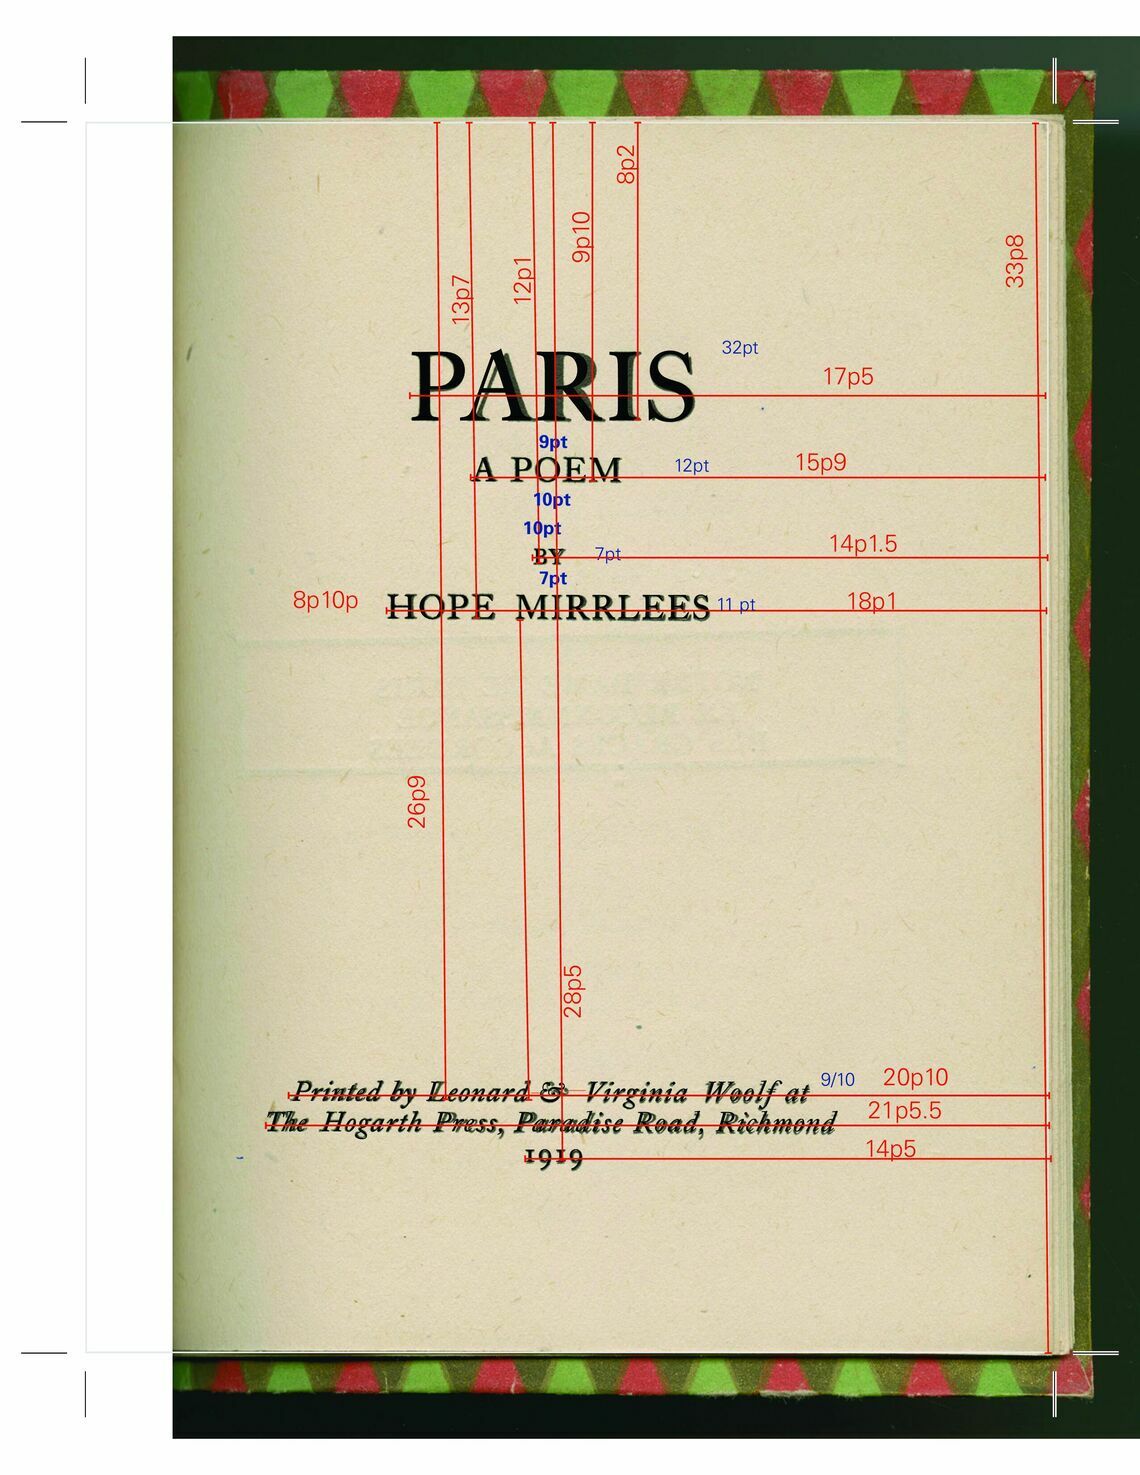 8p2
9p10
33p8
12p1
13p7
PARIS
32pt
17p5
9pt
A POEM
12pt
15p9
10pt
10pt
BY
7pt
14p1.5
7pt
8p10p
HOPE MIRRLEES
11 pt
18p1
26p9
28p5
Printed by Leonard & Virginia Woolf at
9/10
20p10
The Hogarth Press, Paradise Road, Richmond
21p5.5
1919
14p5